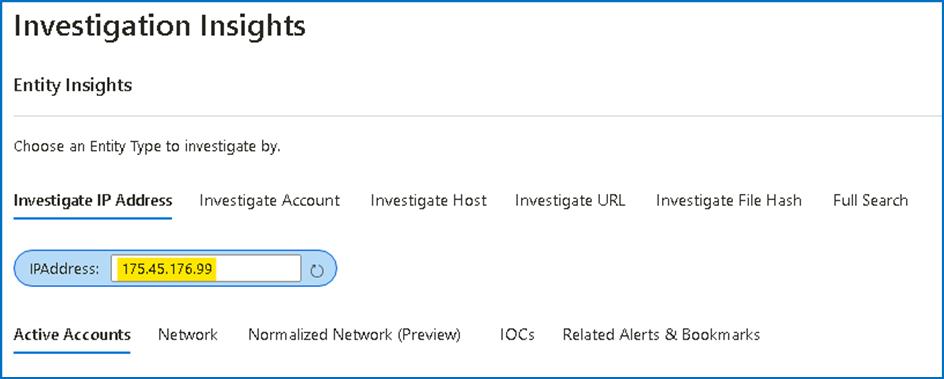 Investigation Insights
Entity Insights
Choose an Entity Type to investigate by.
Investigate IP Address Investigate Account Investigate Host Investigate URL Investigate File Hash Full Search
IPAddress: 175.45.176.99
Active Accounts Network Normalized Network (Preview) IOCs Related Alerts & Bookmarks